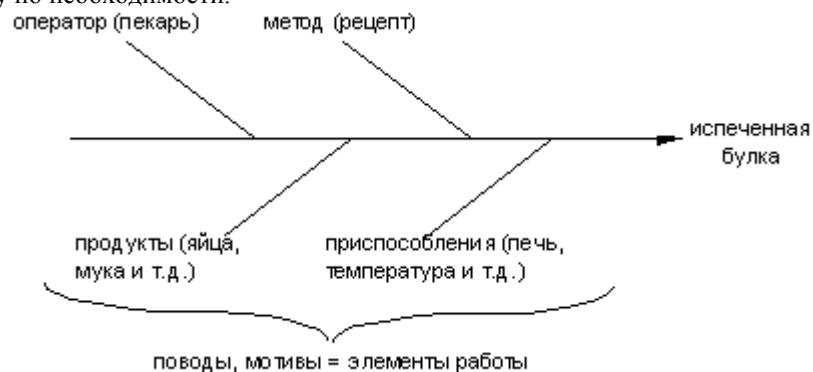 у по необходимости.
оператор (пекарь)
метод (рецепт)
испеченная
булка
продукты (яйца,
мука и т.д.)
приспособления (печь,
температура и т.д.)
поводы, мотивы = элементы работы